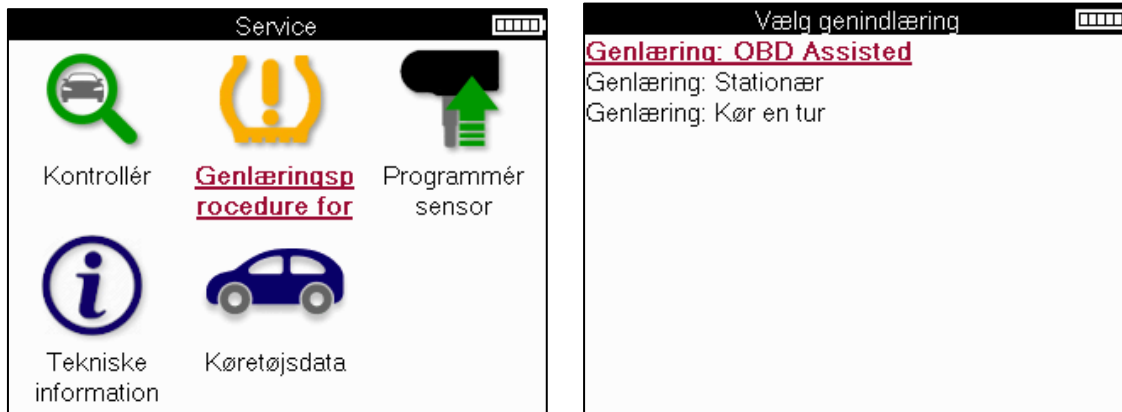 Service
Kontrollér
Genlæringsp
rocedure for
Programmér
sensor
Tekniske
information
Køretøjsdata
Vælg genindlæring
Genlæring: OBD Assisted
Genlæring: Stationær
Genlæring: Kør en tur